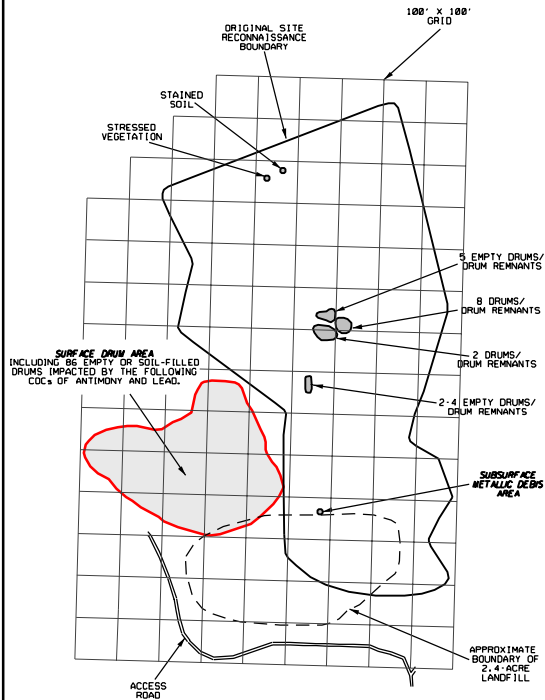 100' X 100'
GRID
ORIGINAL SITE
RECONNAISSANCE
BOUNDARY
STAINED
SOIL
STRESSED
VEGETATION
5 EMPTY DRUMS/
DRUM REMNANTS
8 DRUMS/
DRUM REMNANTS
2 DRUMS/
DRUM REMNANTS
SURFACE DRUM AREA
INCLUDING 86 EMPTY OR SOIL-FILLED
DRUMS IMPACTED BY THE FOLLOWING
COCs OF ANTIMONY AND LEAD.
2-4 EMPTY DRUMS/
DRUM REMNANTS
SUBSURFACE
METALLIC DEBIS
AREA
APPROXIMATE
BOUNDARY OF
2.4-ACRE
LANDFILL
ACCESS
ROAD